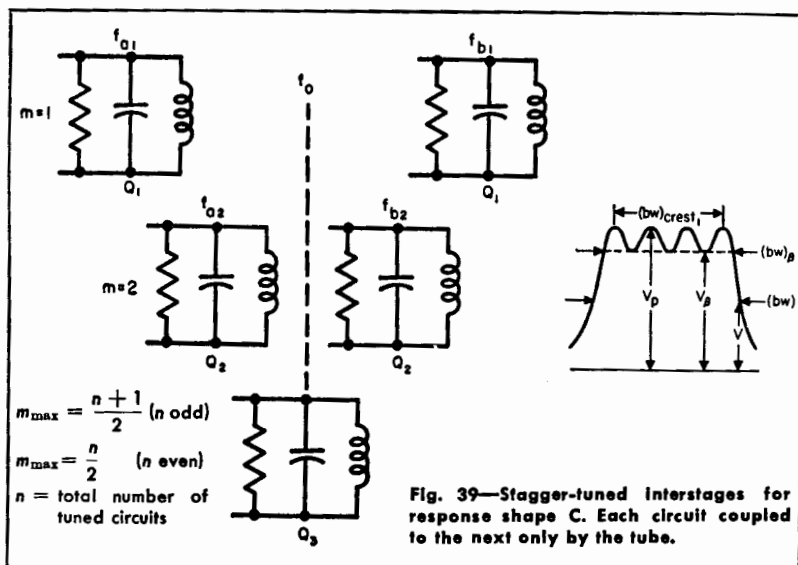 f_a1
f_0
f_b1
m=1
Q_1
Q_1
f_a2
f_b2
(bw)_crest_1
(bw)_β
V_p
V_β
(bw)
V
m=2
Q_2
Q_2
m_max = n + 1 / 2 (n odd)
m_max = n / 2 (n even)
n = total number of
tuned circuits
Q_3
Fig. 39—Stagger-tuned interstages for
response shape C. Each circuit coupled
to the next only by the tube.